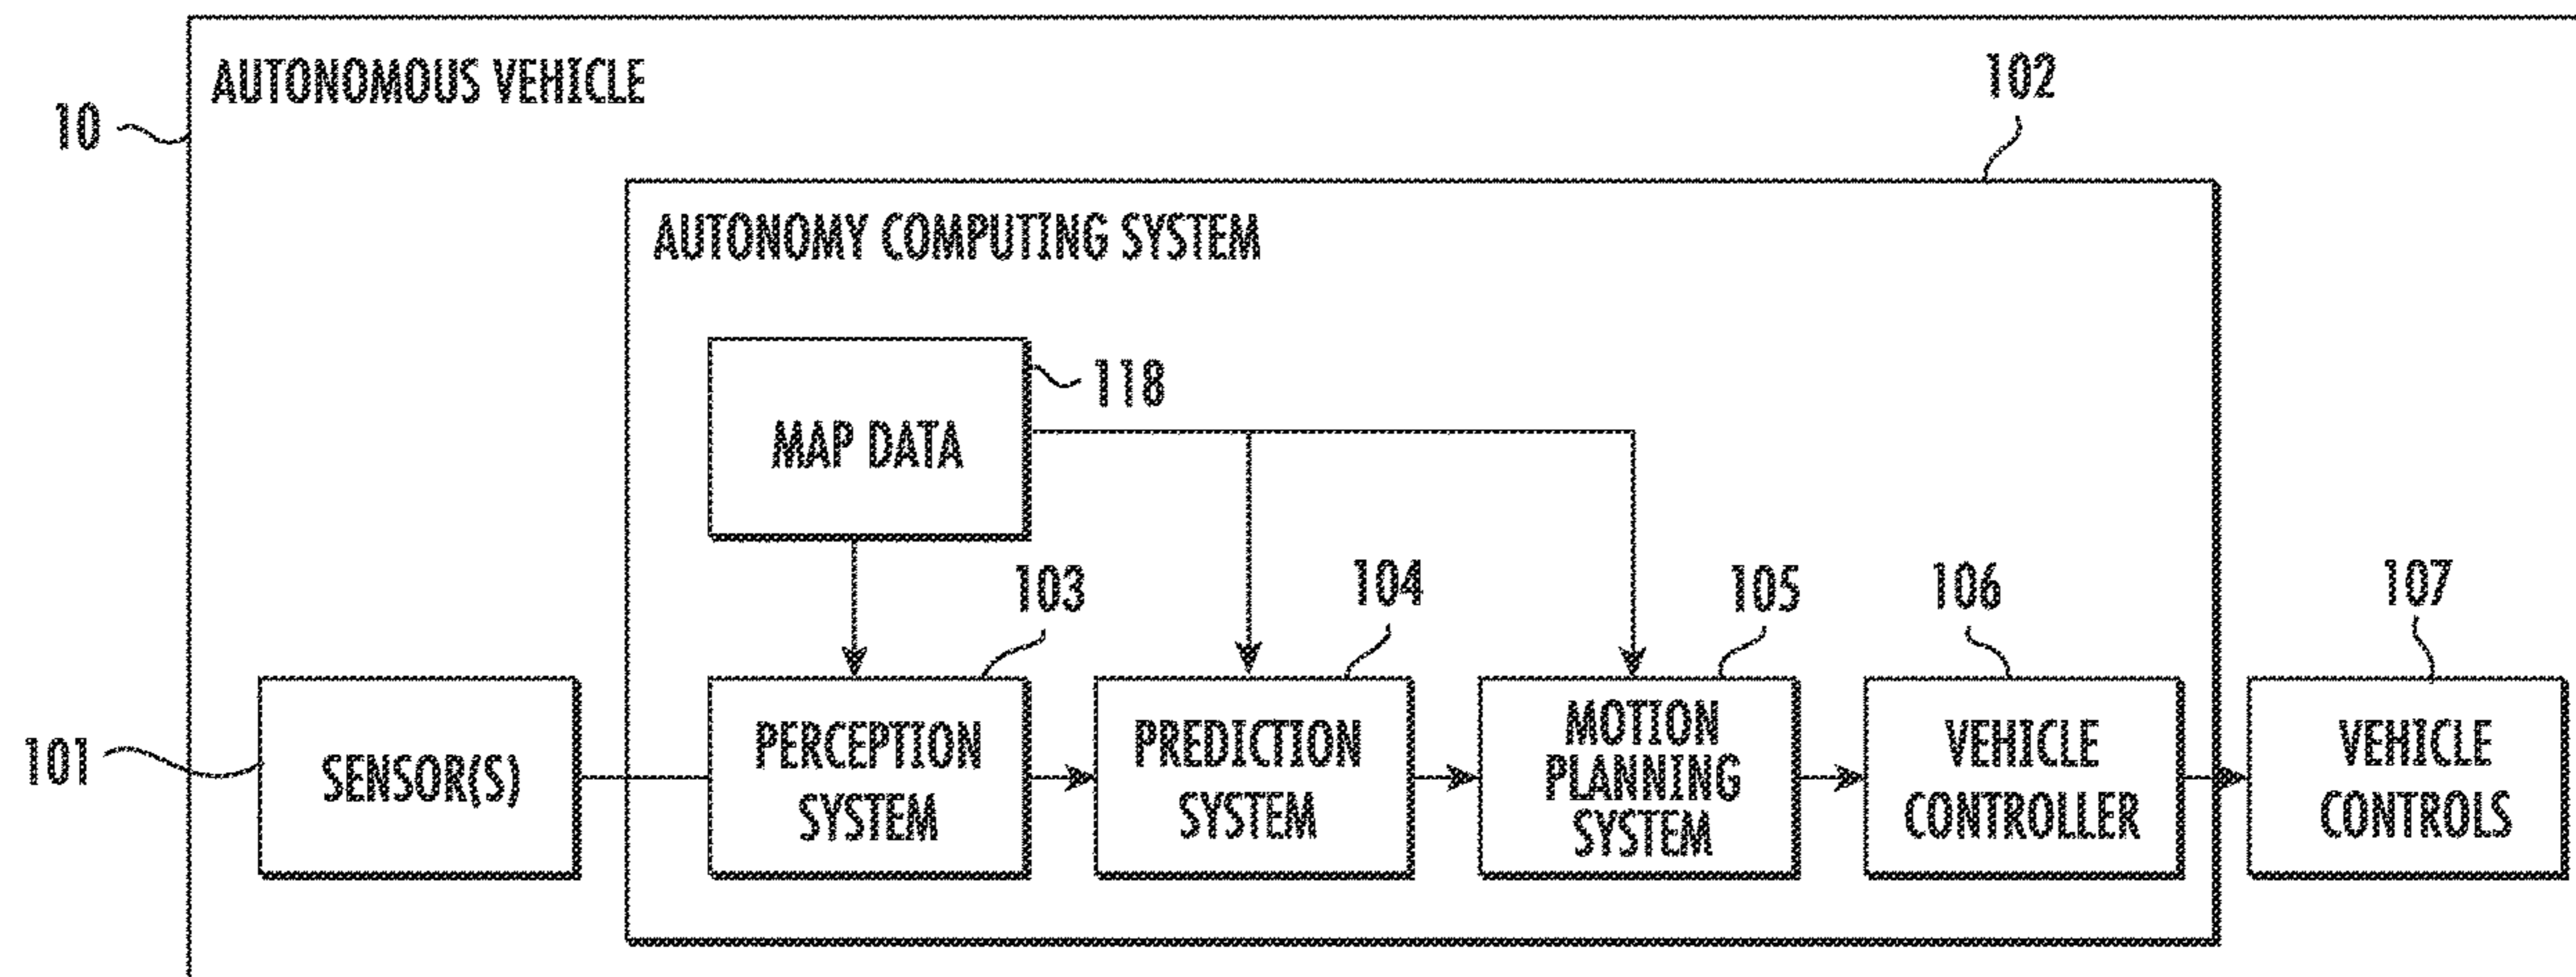 AUTONOMOUS VEHICLE
10
102
AUTONOMY COMPUTING SYSTEM
118
MAP DATA
103
104
105
106
107
101
SENSOR(S)
PERCEPTION
SYSTEM
PREDICTION
SYSTEM
MOTION
PLANNING
SYSTEM
VEHICLE
CONTROLLER
VEHICLE
CONTROLS